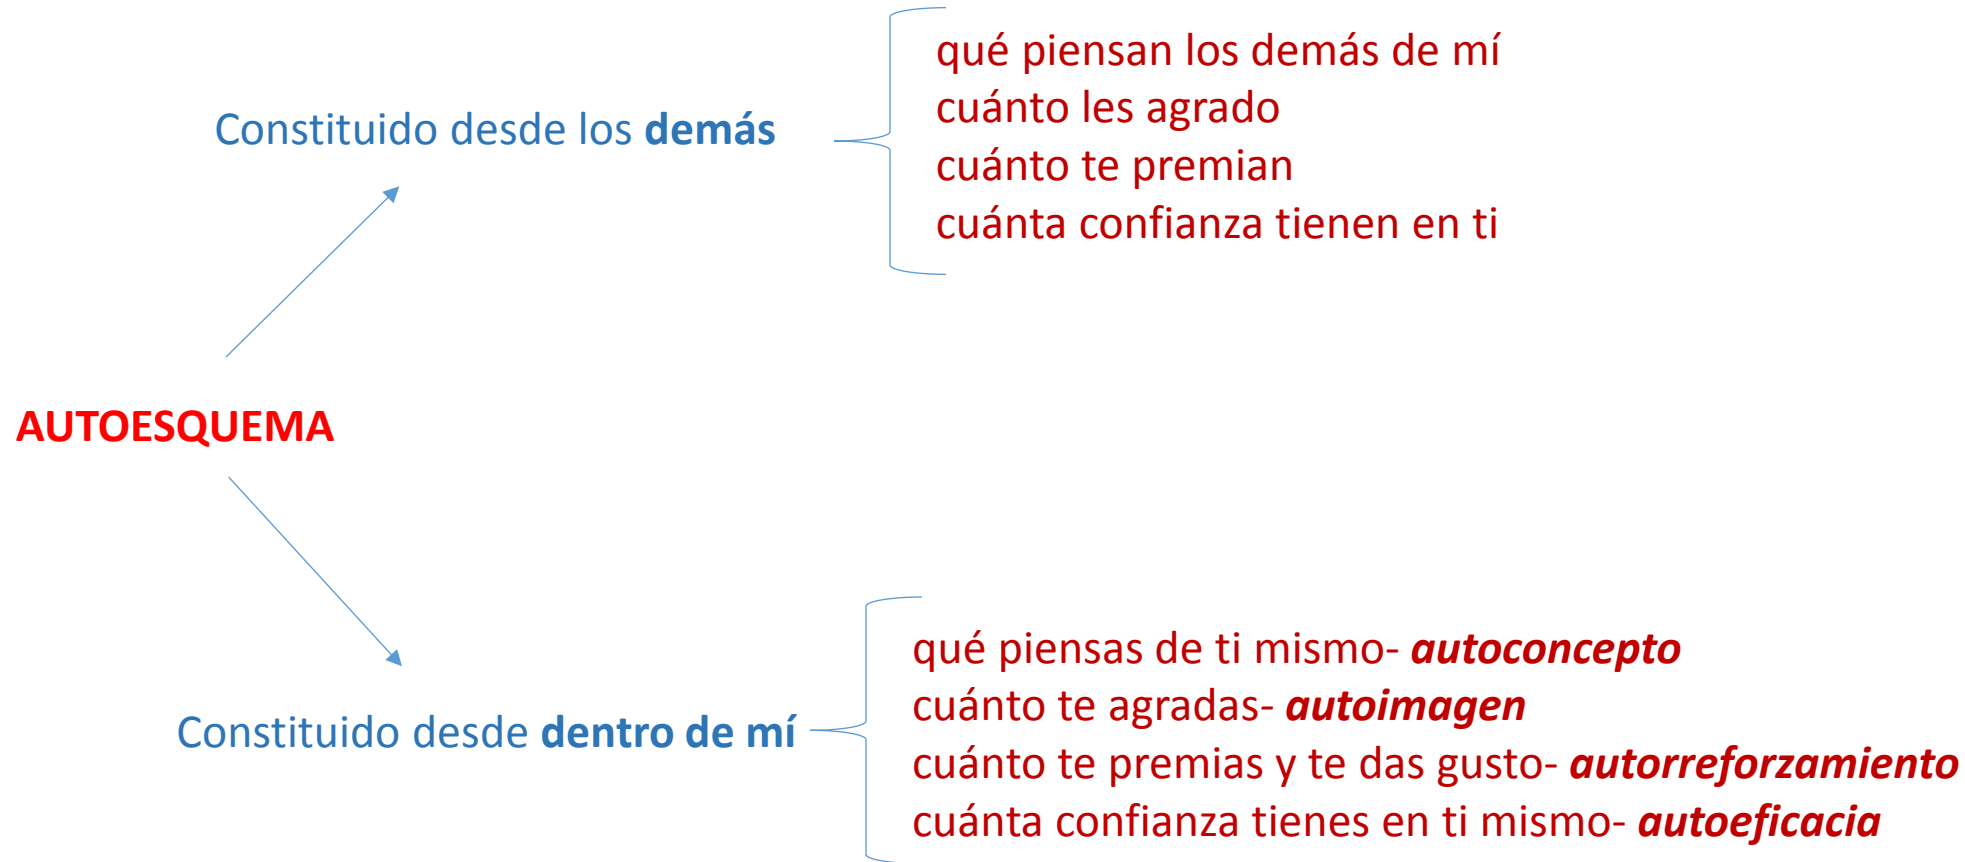 qué piensan los demás de mí
cuánto les agrado
Constituido desde los demás
cuánto te premian
cuánta confianza tienen en ti
AUTOESQUEMA
qué piensas de ti mismo- autoconcepto
cuánto te agradas- autoimagen
Constituido desde dentro de mí
cuánto te premias y te das gusto- autorreforzamiento
cuánta confianza tienes en ti mismo- autoeficacia